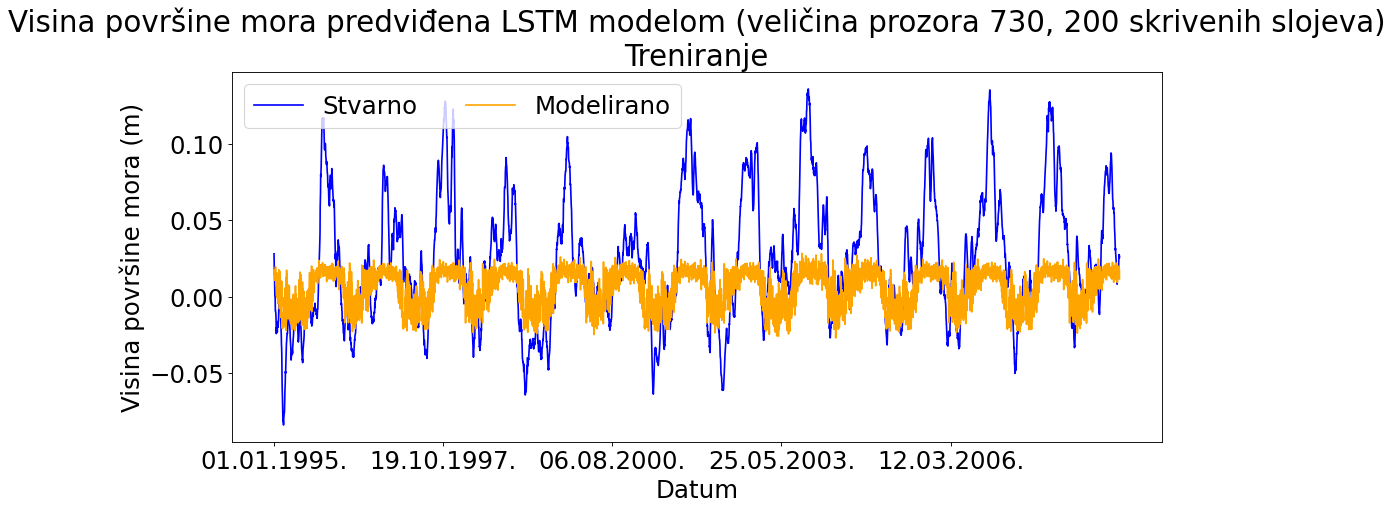 Visina površine mora predviđena LSTM modelom (veličina prozora 730, 200 skrivenih slojeva)
Treniranje
Stvarno Modelirano
Visina površine mora (m)
0.10
0.05
0.00
−0.05
01.01.1995. 19.10.1997. 06.08.2000. 25.05.2003. 12.03.2006.
Datum